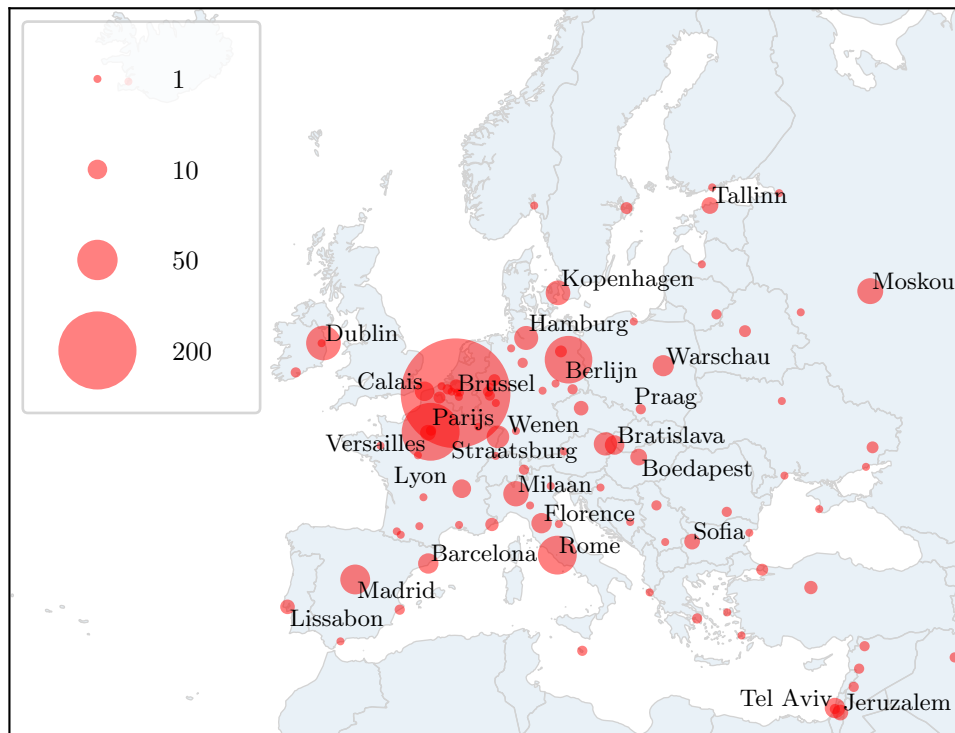 1
10
50
200
Tallinn
Kopenhagen
Moskou
Hamburg
Dublin
Warschau
Berlijn
Calais
Brussel
Praag
Parijs
Wenen
Versailles
Straatsburg
Bratislava
Boedapest
Lyon
Milaan
Florence
Sofia
Rome
Barcelona
Madrid
Lissabon
Tel Aviv
Jeruzalem